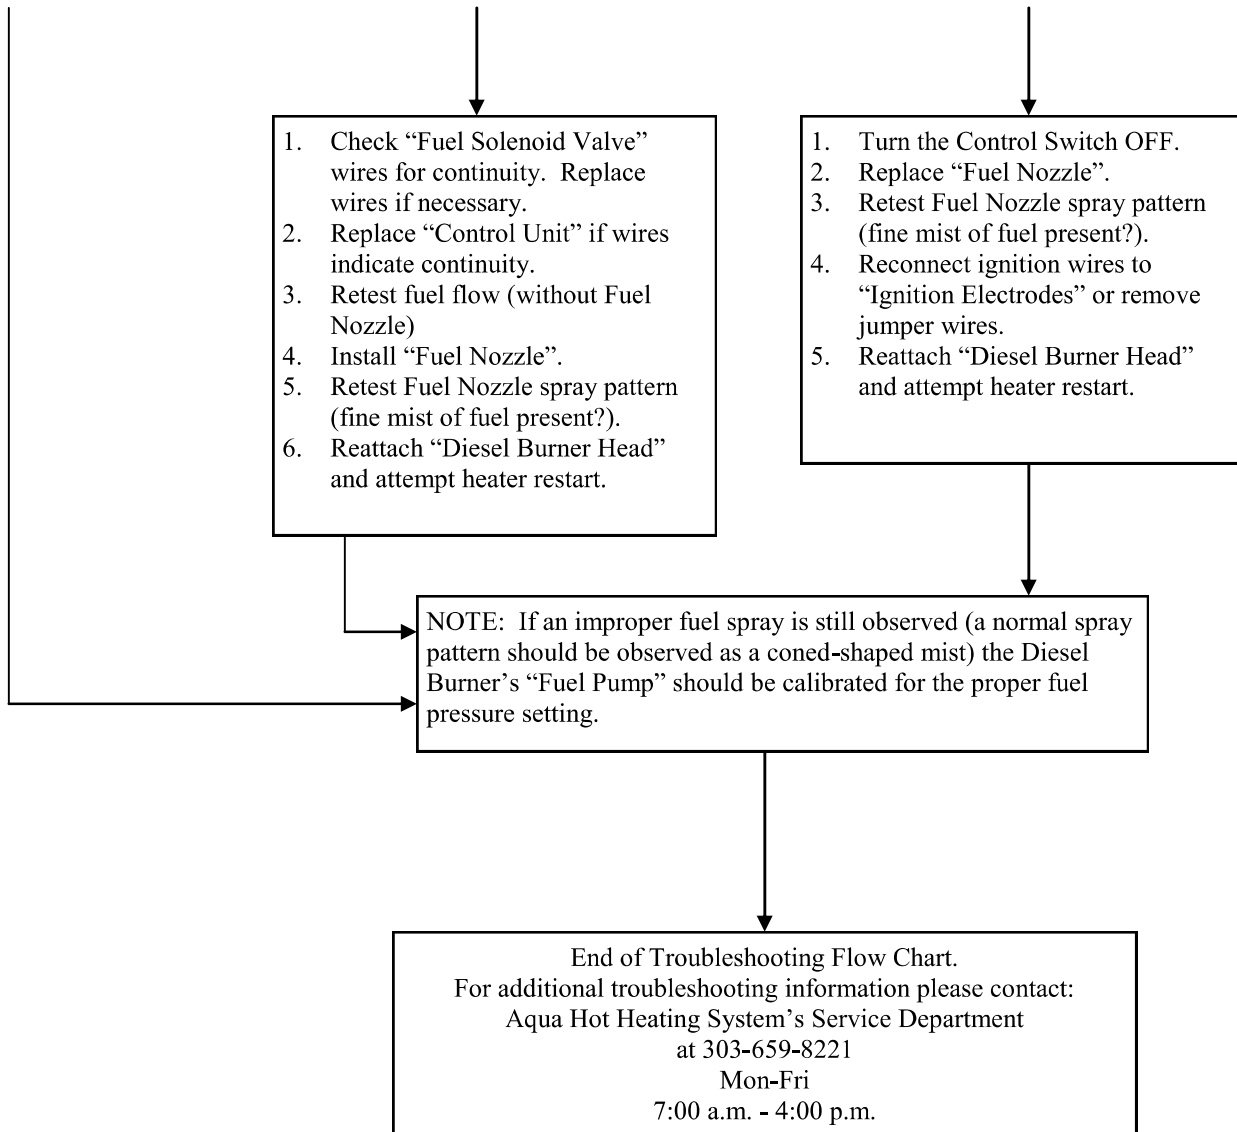 1. Check “Fuel Solenoid Valve”
wires for continuity.  Replace
wires if necessary.
2. Replace “Control Unit” if wires
indicate continuity.
3. Retest fuel flow (without Fuel
Nozzle)
4. Install “Fuel Nozzle”.
5. Retest Fuel Nozzle spray pattern
(fine mist of fuel present?).
6. Reattach “Diesel Burner Head”
and attempt heater restart.
1. Turn the Control Switch OFF.
2. Replace “Fuel Nozzle”.
3. Retest Fuel Nozzle spray pattern
(fine mist of fuel present?).
4. Reconnect ignition wires to
“Ignition Electrodes” or remove
jumper wires.
5. Reattach “Diesel Burner Head”
and attempt heater restart.
NOTE:  If an improper fuel spray is still observed (a normal spray
pattern should be observed as a coned-shaped mist) the Diesel
Burner’s “Fuel Pump” should be calibrated for the proper fuel
pressure setting.
End of Troubleshooting Flow Chart.
For additional troubleshooting information please contact:
Aqua Hot Heating System’s Service Department
at 303-659-8221
Mon-Fri
7:00 a.m. - 4:00 p.m.